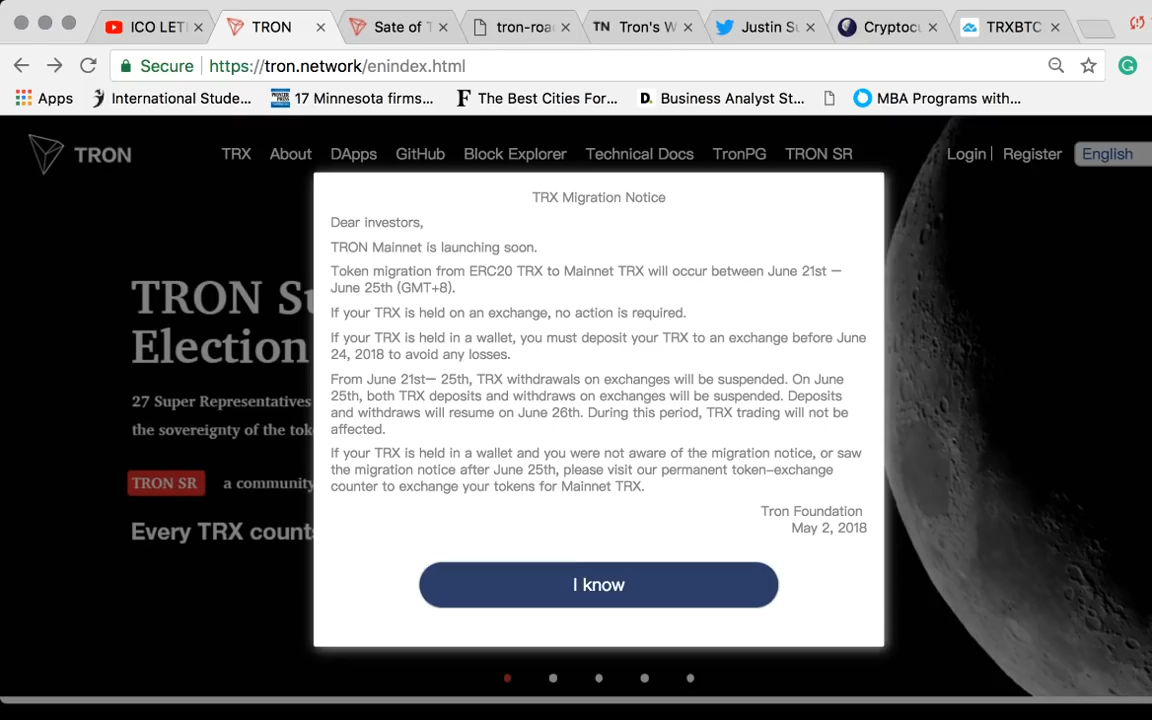 ICO LET
TRON
Sate of
tron-roa
TN Tron's W
Justin S
Cryptoc
TRXBTC
Secure https://tron.network/enindex.html
Apps International Stude... 17 Minnesota firms... F The Best Cities For... D. Business Analyst St... MBA Programs with...
TRON TRX About DApps GitHub Block Explorer Technical Docs TronPG TRON SR Login | Register English
TRX Migration Notice
Dear investors,
TRON Mainnet is launching soon.
Token migration from ERC20 TRX to Mainnet TRX will occur between June 21st —
June 25th (GMT+8).
If your TRX is held on an exchange, no action is required.
If your TRX is held in a wallet, you must deposit your TRX to an exchange before June
24, 2018 to avoid any losses.
From June 21st— 25th, TRX withdrawals on exchanges will be suspended. On June
25th, both TRX deposits and withdraws on exchanges will be suspended. Deposits
and withdraws will resume on June 26th. During this period, TRX trading will not be
affected.
If your TRX is held in a wallet and you were not aware of the migration notice, or saw
the migration notice after June 25th, please visit our permanent token-exchange
counter to exchange your tokens for Mainnet TRX.
Tron Foundation
May 2, 2018
I know
TRON S
Election
27 Super Representatives
the sovereignty of the tok
TRON SR a community
Every TRX count